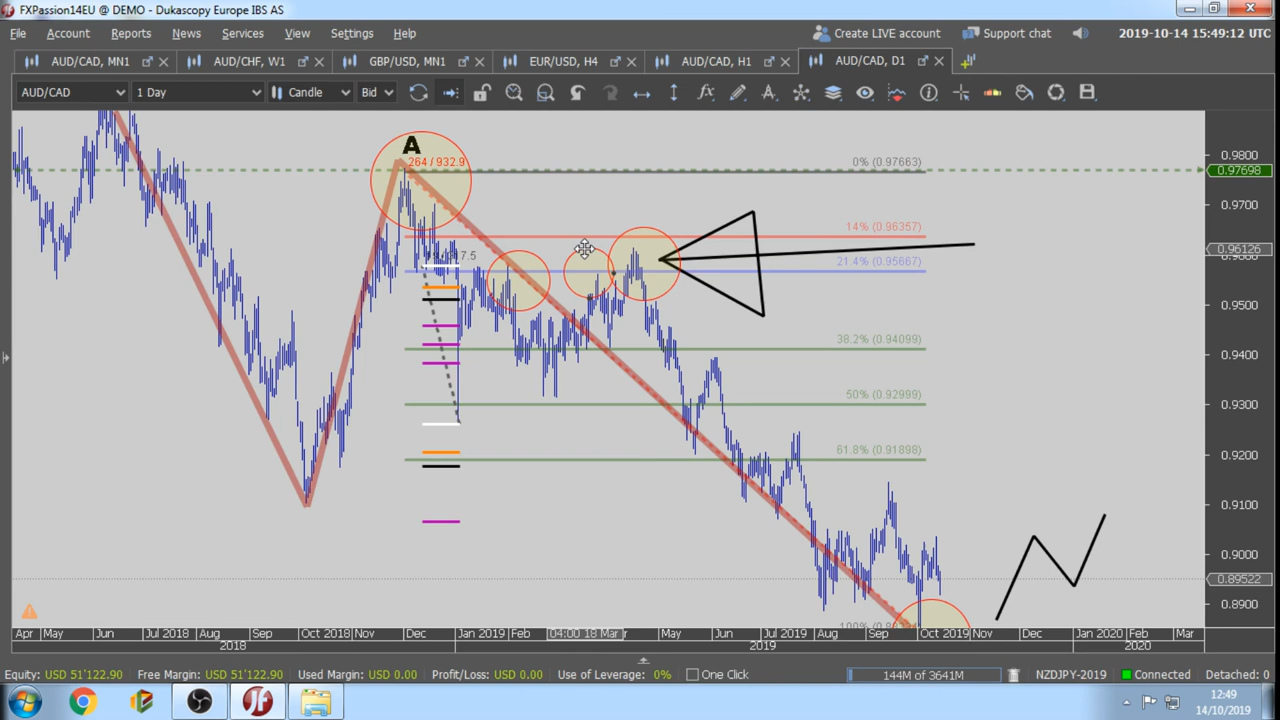 FXPassion14EU @ DEMO - Dukascopy Europe IBS AS
File Account Reports News Services View Settings Help
Create LIVE account Support chat 2019-10-14 15:49:12 UTC
AUD/CAD, MN1 AUD/CHF, W1 GBP/USD, MN1 EUR/USD, H4 AUD/CAD, H1 AUD/CAD, D1
AUD/CAD 1 Day Candle Bid
A
264 / 932.9
0% (0.97663)
14% (0.96357)
21.4% (0.95667)
38.2% (0.94099)
50% (0.92999)
61.8% (0.91898)
0.9800
0.97698
0.9700
0.96126
0.9500
0.9400
0.9300
0.9200
0.9100
0.9000
0.89522
0.8900
Apr May Jun Jul 2018 Aug Sep Oct 2018 Nov Dec Jan 2019 Feb 04:00 18 Mar May Jun Jul 2019 Aug Sep Oct 2019 Nov Dec Jan 2020 Feb Mar
2018 2019 2020
Equity: USD 51'122.90 Free Margin: USD 51'122.90 Used Margin: USD 0.00 Profit/Loss: USD 0.00 Use of Leverage: 0% One Click 144M of 3641M NZDJPY-2019 Connected Detached: 0
12:49
14/10/2019